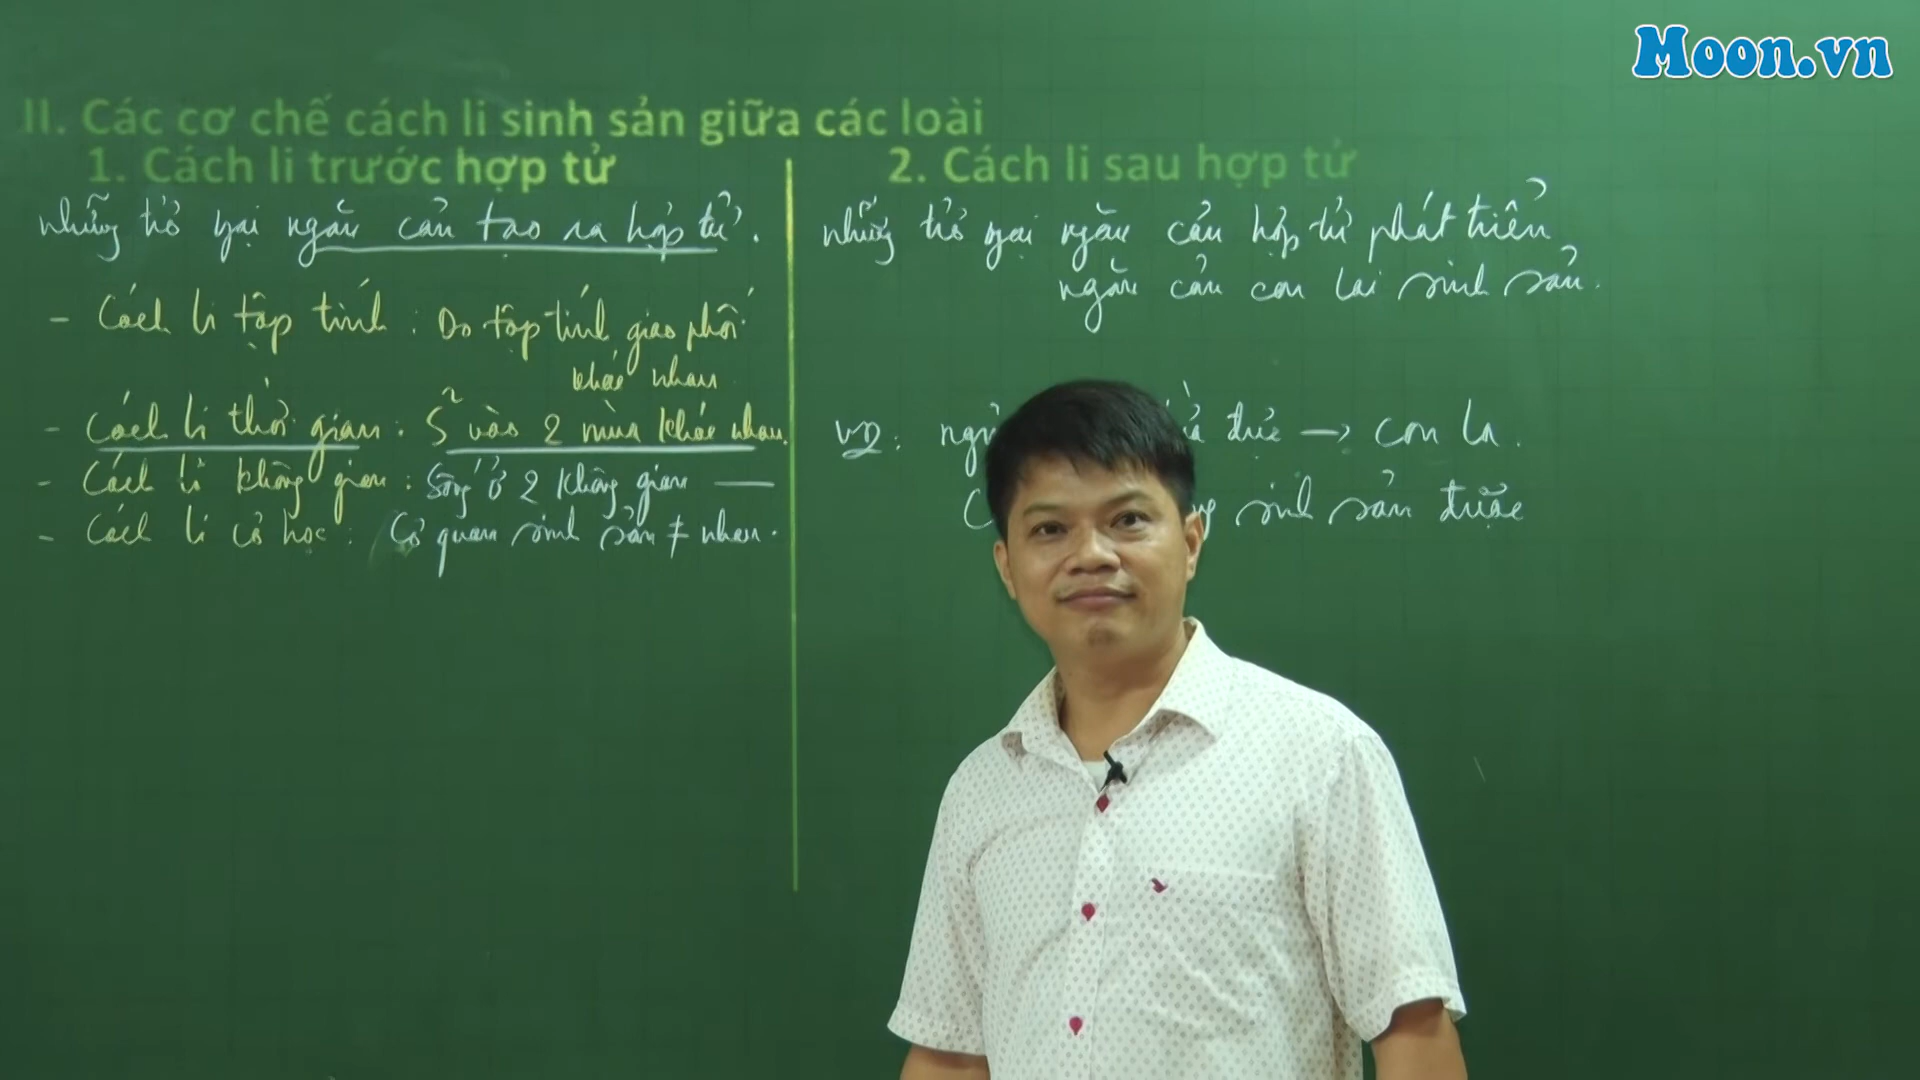 Moon.vn
II. Các cơ chế cách li sinh sản giữa các loài
1. Cách li trước hợp tử
những trở ngại ngăn cản tạo ra hợp tử.
- Cách li tập tính : Do tập tính giao phối
khác nhau
- Cách li thời gian : S² vào 2 mùa khác nhau.
- Cách li không gian : Sống ở 2 không gian —
- Cách li cơ học : Cơ quan sinh sản ≠ nhau.
2. Cách li sau hợp tử
những trở ngại ngăn cản hợp tử phát triển
ngăn cản con lai sinh sản.
VD : đực → con la.
sinh sản được